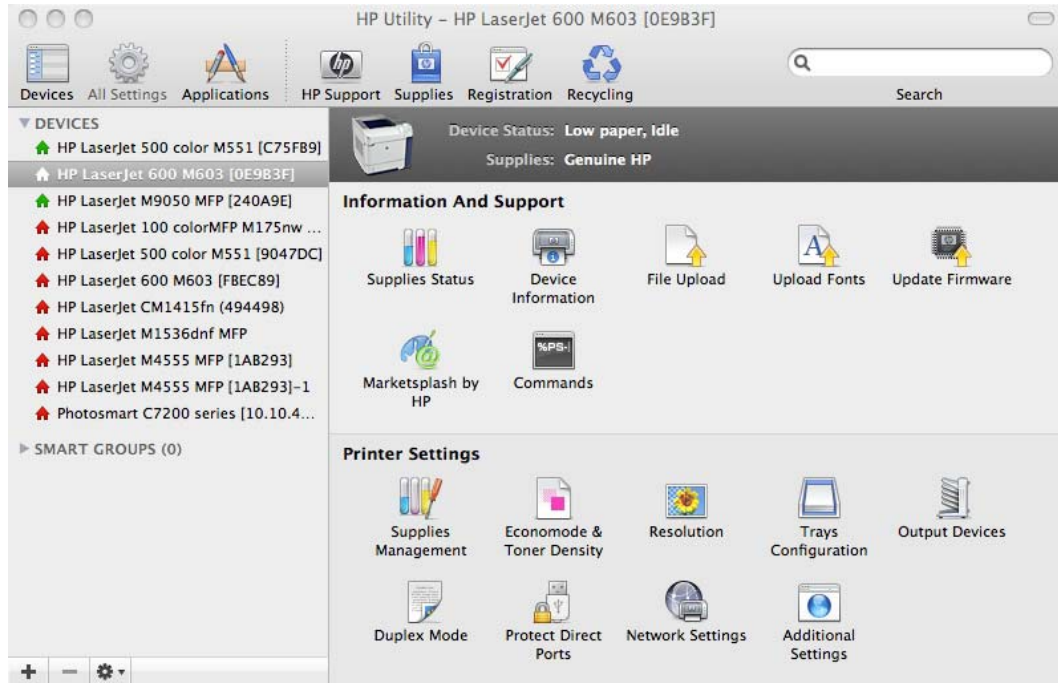 HP Utility – HP LaserJet 600 M603 [0E9B3F]
Devices All Settings Applications HP Support Supplies Registration Recycling Search
hp
DEVICES
HP LaserJet 500 color M551 [C75FB9]
HP LaserJet 600 M603 [0E9B3F]
HP LaserJet M9050 MFP [240A9E]
HP LaserJet 100 colorMFP M175nw ...
HP LaserJet 500 color M551 [9047DC]
HP LaserJet 600 M603 [FBEC89]
HP LaserJet CM1415fn (494498)
HP LaserJet M1536dnf MFP
HP LaserJet M4555 MFP [1AB293]
HP LaserJet M4555 MFP [1AB293]-1
Photosmart C7200 series [10.10.4...
SMART GROUPS (0)
Device Status: Low paper, Idle
Supplies: Genuine HP
Information And Support
Supplies Status
Device
Information
File Upload
A
Upload Fonts
Update Firmware
Marketsplash by
HP
%PS-
Commands
Printer Settings
Supplies
Management
Economode &
Toner Density
Resolution
Trays
Configuration
Output Devices
Duplex Mode
Protect Direct
Ports
Network Settings
Additional
Settings